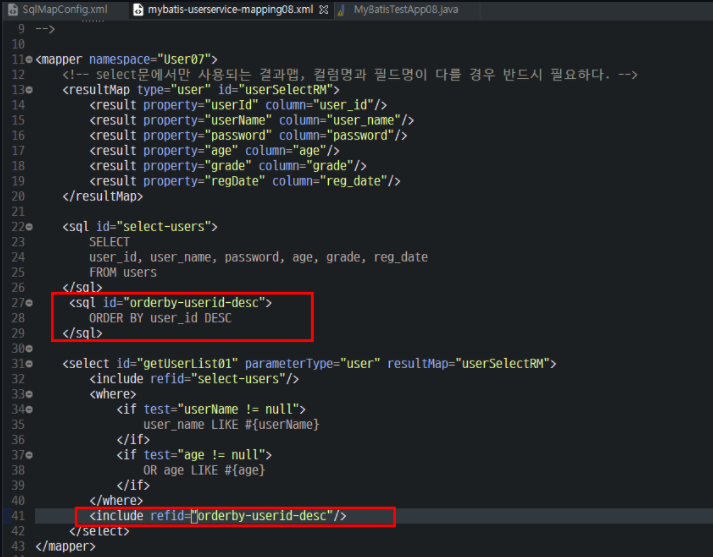 SqlMapConfig.xml mybatis-userservice-mapping08.xml MyBatisTestApp08.java
9 -->
10
11 <mapper namespace="User07">
12 <!-- select문에서만 사용되는 결과맵, 컬럼명과 필드명이 다를 경우 반드시 필요하다. -->
13 <resultMap type="user" id="userSelectRM">
14 <result property="userId" column="user_id"/>
15 <result property="userName" column="user_name"/>
16 <result property="password" column="password"/>
17 <result property="age" column="age"/>
18 <result property="grade" column="grade"/>
19 <result property="regDate" column="reg_date"/>
20 </resultMap>
21
22 <sql id="select-users">
23 SELECT
24 user_id, user_name, password, age, grade, reg_date
25 FROM users
26 </sql>
27 <sql id="orderby-userid-desc">
28 ORDER BY user_id DESC
29 </sql>
30
31 <select id="getUserList01" parameterType="user" resultMap="userSelectRM">
32 <include refid="select-users"/>
33 <where>
34 <if test="userName != null">
35 user_name LIKE #{userName}
36 </if>
37 <if test="age != null">
38 OR age LIKE #{age}
39 </if>
40 </where>
41 <include refid="orderby-userid-desc"/>
42 </select>
43 </mapper>